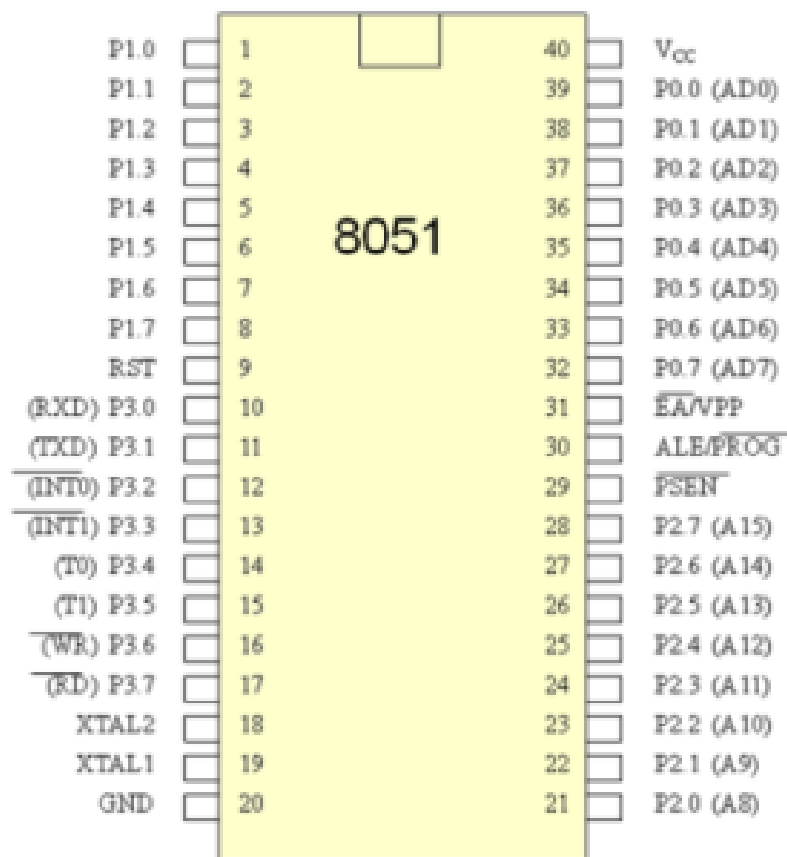 P1.0 1 40 VCC
P1.1 2 39 P0.0 (AD0)
P1.2 3 38 P0.1 (AD1)
P1.3 4 37 P0.2 (AD2)
P1.4 5 36 P0.3 (AD3)
8051
P1.5 6 35 P0.4 (AD4)
P1.6 7 34 P0.5 (AD5)
P1.7 8 33 P0.6 (AD6)
RST 9 32 P0.7 (AD7)
(RXD) P3.0 10 31 EA/VPP
(TXD) P3.1 11 30 ALE/PROG
(INT0) P3.2 12 29 PSEN
(INT1) P3.3 13 28 P2.7 (A15)
(T0) P3.4 14 27 P2.6 (A14)
(T1) P3.5 15 26 P2.5 (A13)
(WR) P3.6 16 25 P2.4 (A12)
(RD) P3.7 17 24 P2.3 (A11)
XTAL2 18 23 P2.2 (A10)
XTAL1 19 22 P2.1 (A9)
GND 20 21 P2.0 (A8)